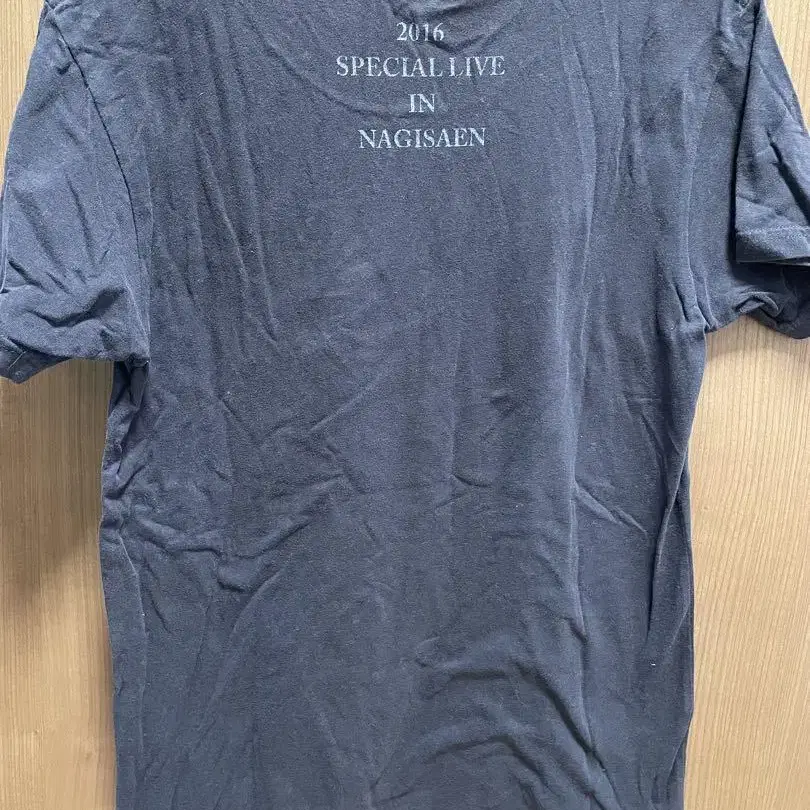 2016
SPECIAL LIVE
IN
NAGISAEN